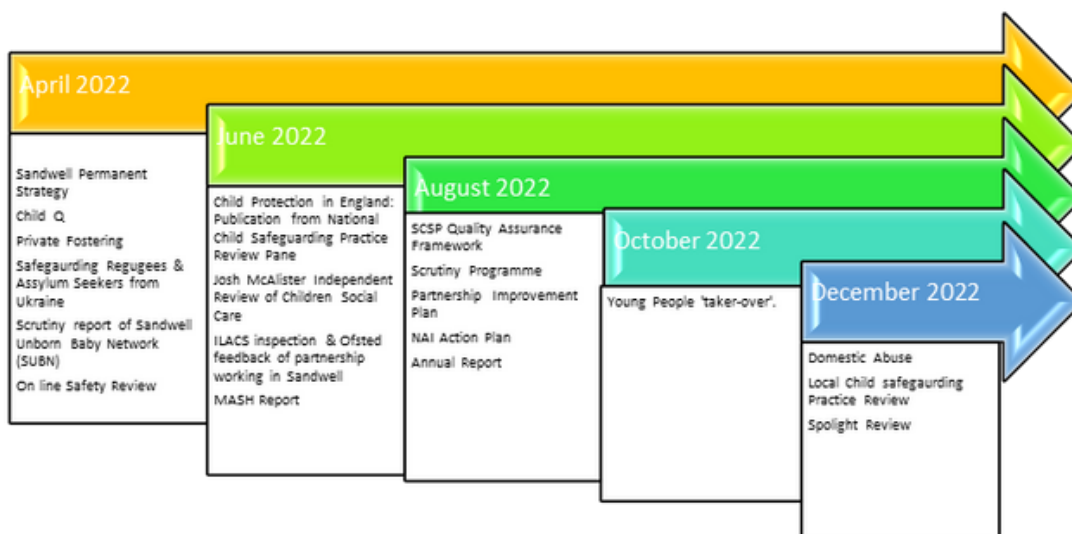 April 2022
Sandwell Permanent
Strategy
Child Q
Private Fostering
Safegaurding Regugees &
Assylum Seekers from
Ukraine
Scrutiny report of Sandwell
Unborn Baby Network
(SUBN)
On line Safety Review
June 2022
Child Protection in England:
Publication from National
Child Safeguarding Practice
Review Pane
Josh McAlister Independent
Review of Children Social
Care
ILACS inspection & Ofsted
feedback of partnership
working in Sandwell
MASH Report
August 2022
SCSP Quality Assurance
Framework
Scrutiny Programme
Partnership Improvement
Plan
NAI Action Plan
Annual Report
October 2022
Young People 'taker-over'.
December 2022
Domestic Abuse
Local Child safegaurding
Practice Review
Spolight Review